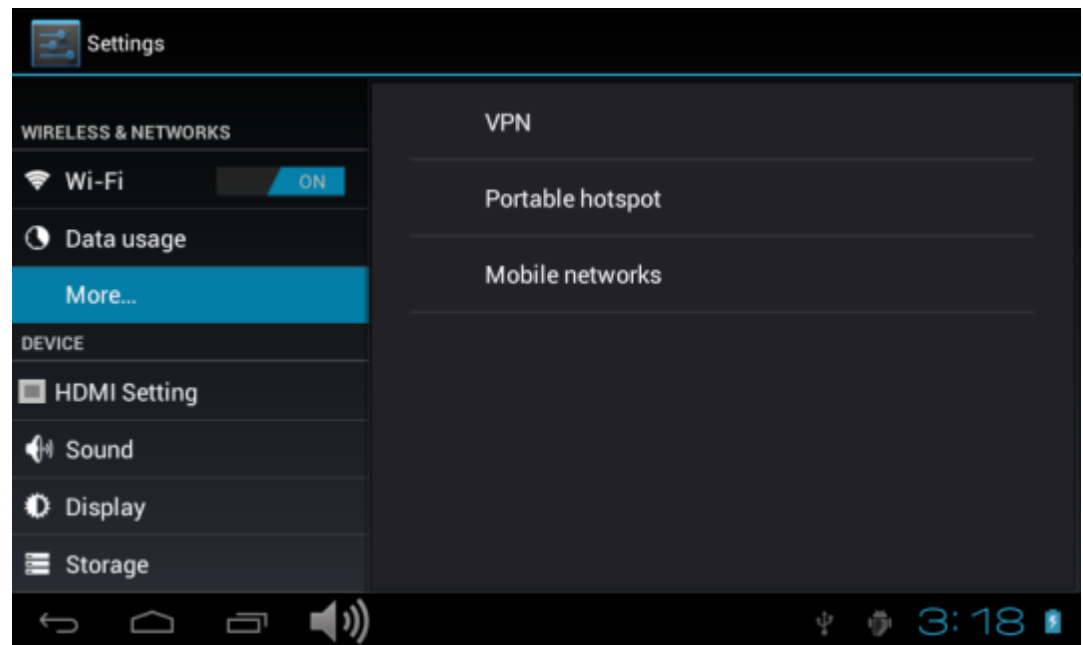 Settings
WIRELESS & NETWORKS
Wi-Fi ON
Data usage
More...
DEVICE
HDMI Setting
Sound
Display
Storage
VPN
Portable hotspot
Mobile networks
3:18